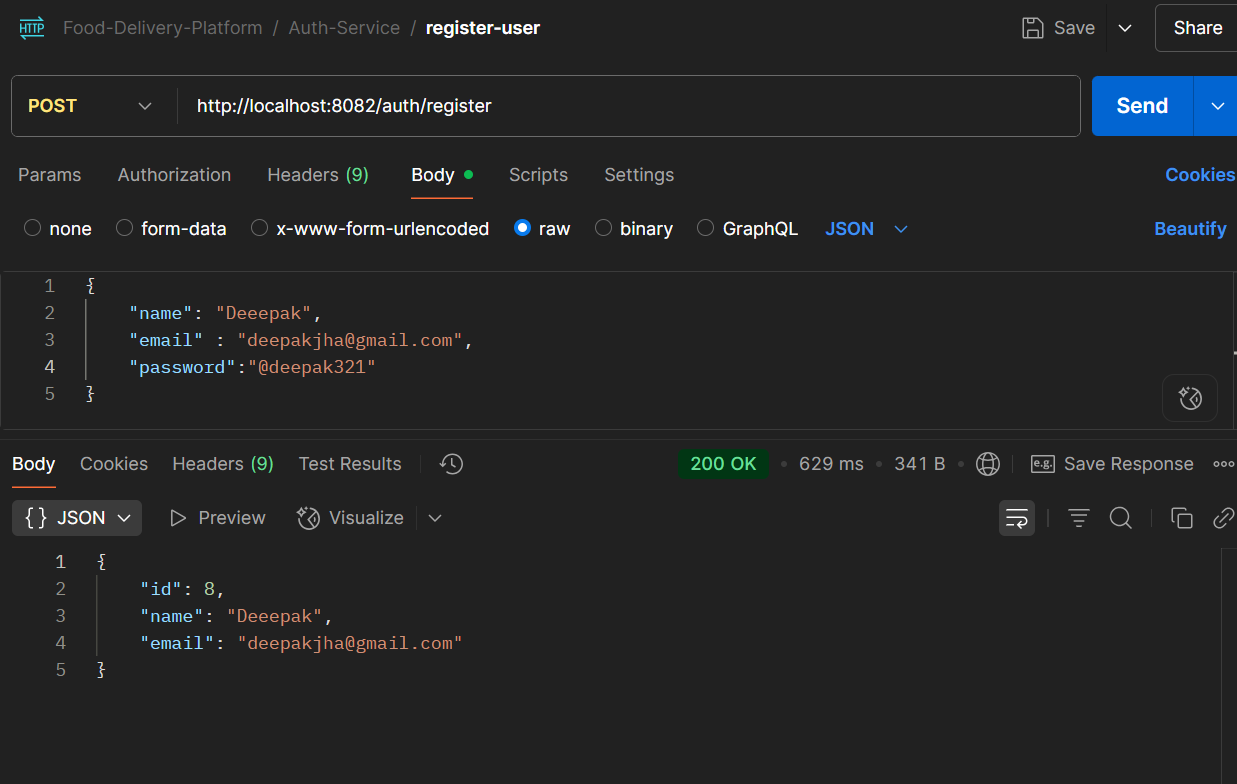 HTTP Food-Delivery-Platform / Auth-Service / register-user Save Share
POST http://localhost:8082/auth/register Send
Params Authorization Headers (9) Body Scripts Settings Cookies
none form-data x-www-form-urlencoded raw binary GraphQL JSON Beautify
1 {
2 "name": "Deeepak",
3 "email" : "deepakjha@gmail.com",
4 "password":"@deepak321"
5 }
Body Cookies Headers (9) Test Results 200 OK • 629 ms • 341 B • e.g. Save Response
{} JSON Preview Visualize
1 {
2 "id": 8,
3 "name": "Deeepak",
4 "email": "deepakjha@gmail.com"
5 }